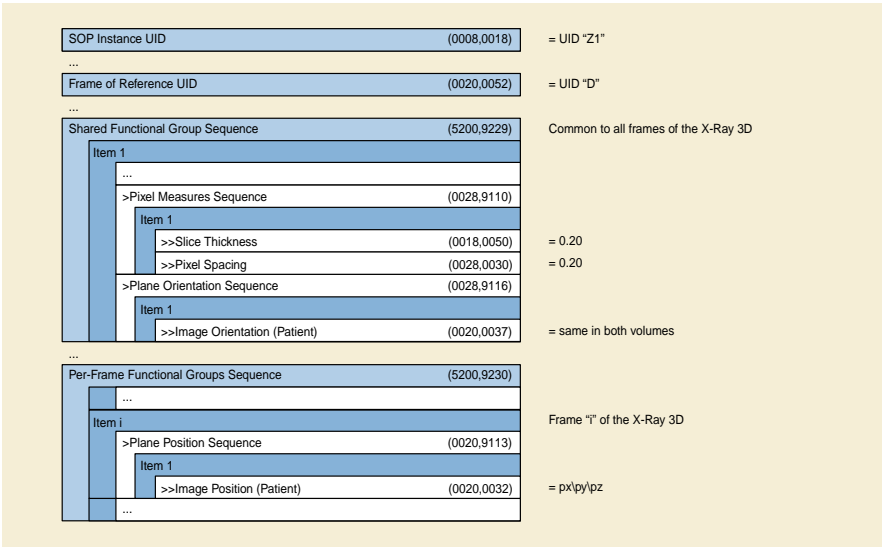 SOP Instance UID (0008,0018) = UID “Z1”
...
Frame of Reference UID (0020,0052) = UID “D”
...
Shared Functional Group Sequence (5200,9229) Common to all frames of the X-Ray 3D
Item 1
...
>Pixel Measures Sequence (0028,9110)
Item 1
>>Slice Thickness (0018,0050) = 0.20
>>Pixel Spacing (0028,0030) = 0.20
>Plane Orientation Sequence (0028,9116)
Item 1
>>Image Orientation (Patient) (0020,0037) = same in both volumes
...
Per-Frame Functional Groups Sequence (5200,9230)
...
Item i Frame “i” of the X-Ray 3D
>Plane Position Sequence (0020,9113)
Item 1
>>Image Position (Patient) (0020,0032) = px\py\pz
...